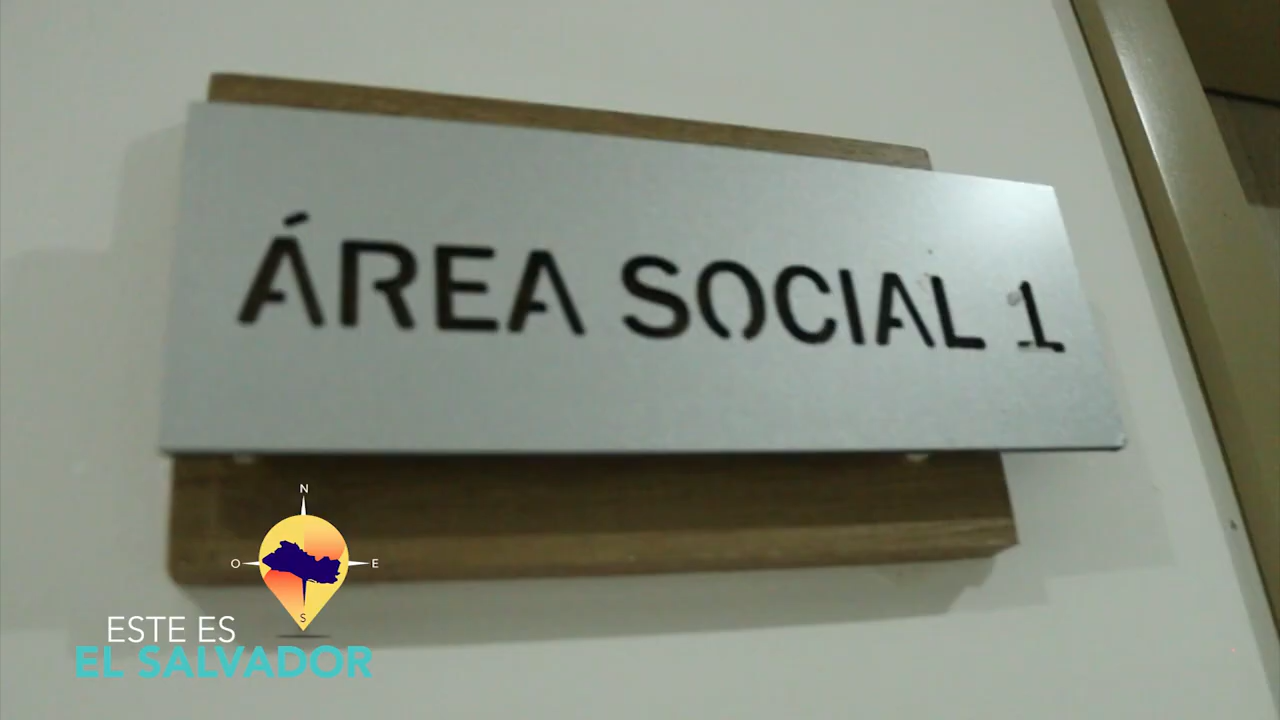 ÁREA SOCIAL 1
N
O E
S
ESTE ES
EL SALVADOR